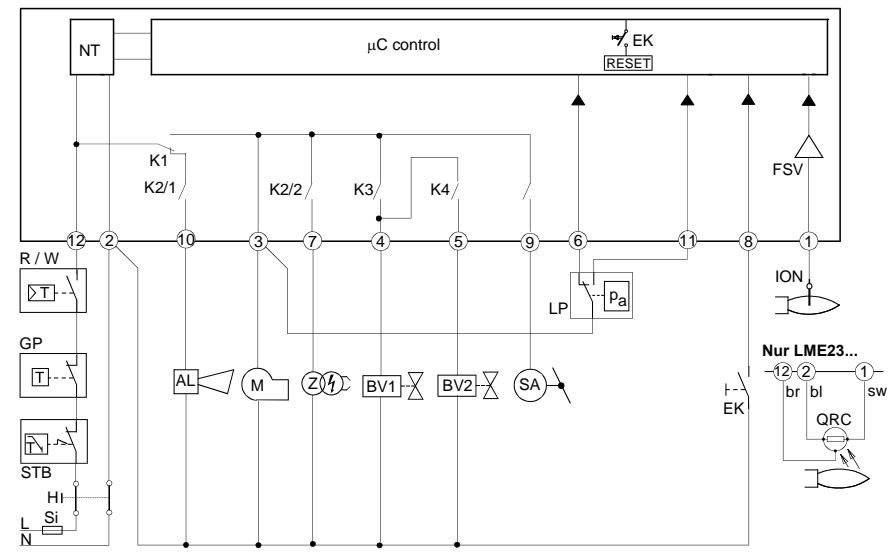 NT
μC control
EK
RESET
K1
FSV
K2/1
K2/2
K3
K4
12
2
10
3
7
4
5
9
6
11
8
1
R / W
T
LP
pa
ION
GP
T
Nur LME23...
12
2
1
AL
M
Z
BV1
BV2
SA
br
bl
sw
EK
QRC
T
STB
H
L
Si
N